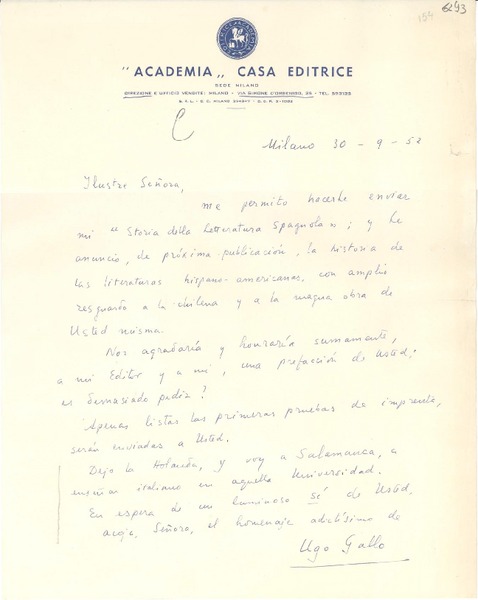 154 6293
"ACADEMIA„ CASA EDITRICE
SEDE MILANO
DIREZIONE E UFFICIO VENDITE: MILANO - VIA SIMONE D'ORSENIGO, 25 - TEL.
Milano 30 - 9 - 52
Ilustre Señora,
me permito hacerle enviar
mi "Storia della Letteratura Spagnola"; y le
anuncio, de próxima publicación, la historia de
las literaturas hispano-americanas, con amplio
resguardo a la chilena y a la magna obra de
Usted misma.
Nos agradaría y honraría sumamente,
a mi Editor y a mi, una prefacción de Usted;
es demasiado pedir?
Apenas listas las primeras pruebas de imprenta,
serán enviadas a Usted.
Dejo la Holanda, y voy a Salamanca, a
enseñar italiano en aquella Universidad.
En espera de un luminoso sí de Usted,
acoja, Señora, el homenaje adictísimo de
Ugo Gallo